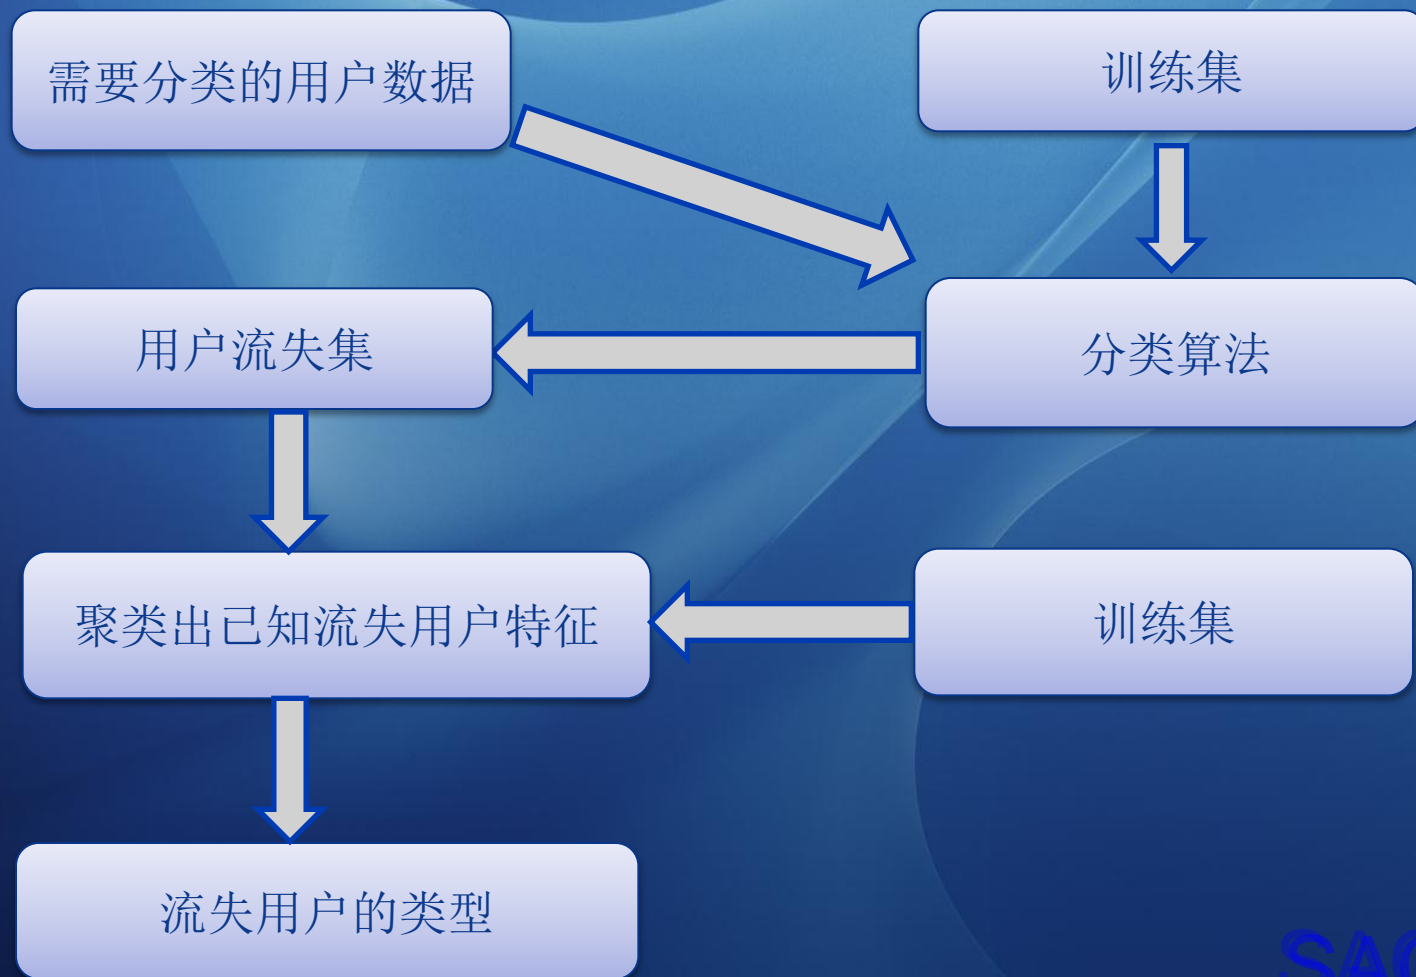 需要分类的用户数据
训练集
用户流失集
分类算法
聚类出已知流失用户特征
训练集
流失用户的类型